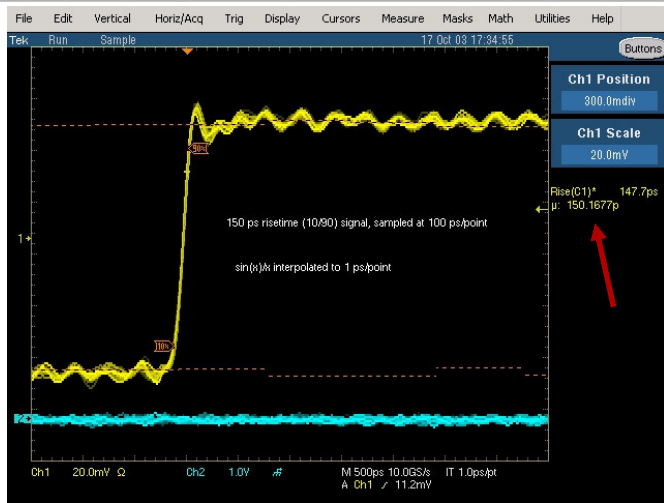 File Edit Vertical Horiz/Acq Trig Display Cursors Measure Masks Math Utilities Help
Tek Run Sample 17 Oct 03 17:34:55
Buttons
Ch1 Position
300.0mdiv
Ch1 Scale
20.0mV
Rise(C1)* 147.7ps
µ: 150.1677p
90%
150 ps risetime (10/90) signal, sampled at 100 ps/point
1
sin(x)/x interpolated to 1 ps/point
10%
2
Ch1 20.0mV Ω Ch2 1.0V M 500ps 10.0GS/s IT 1.0ps/pt
A Ch1 11.2mV